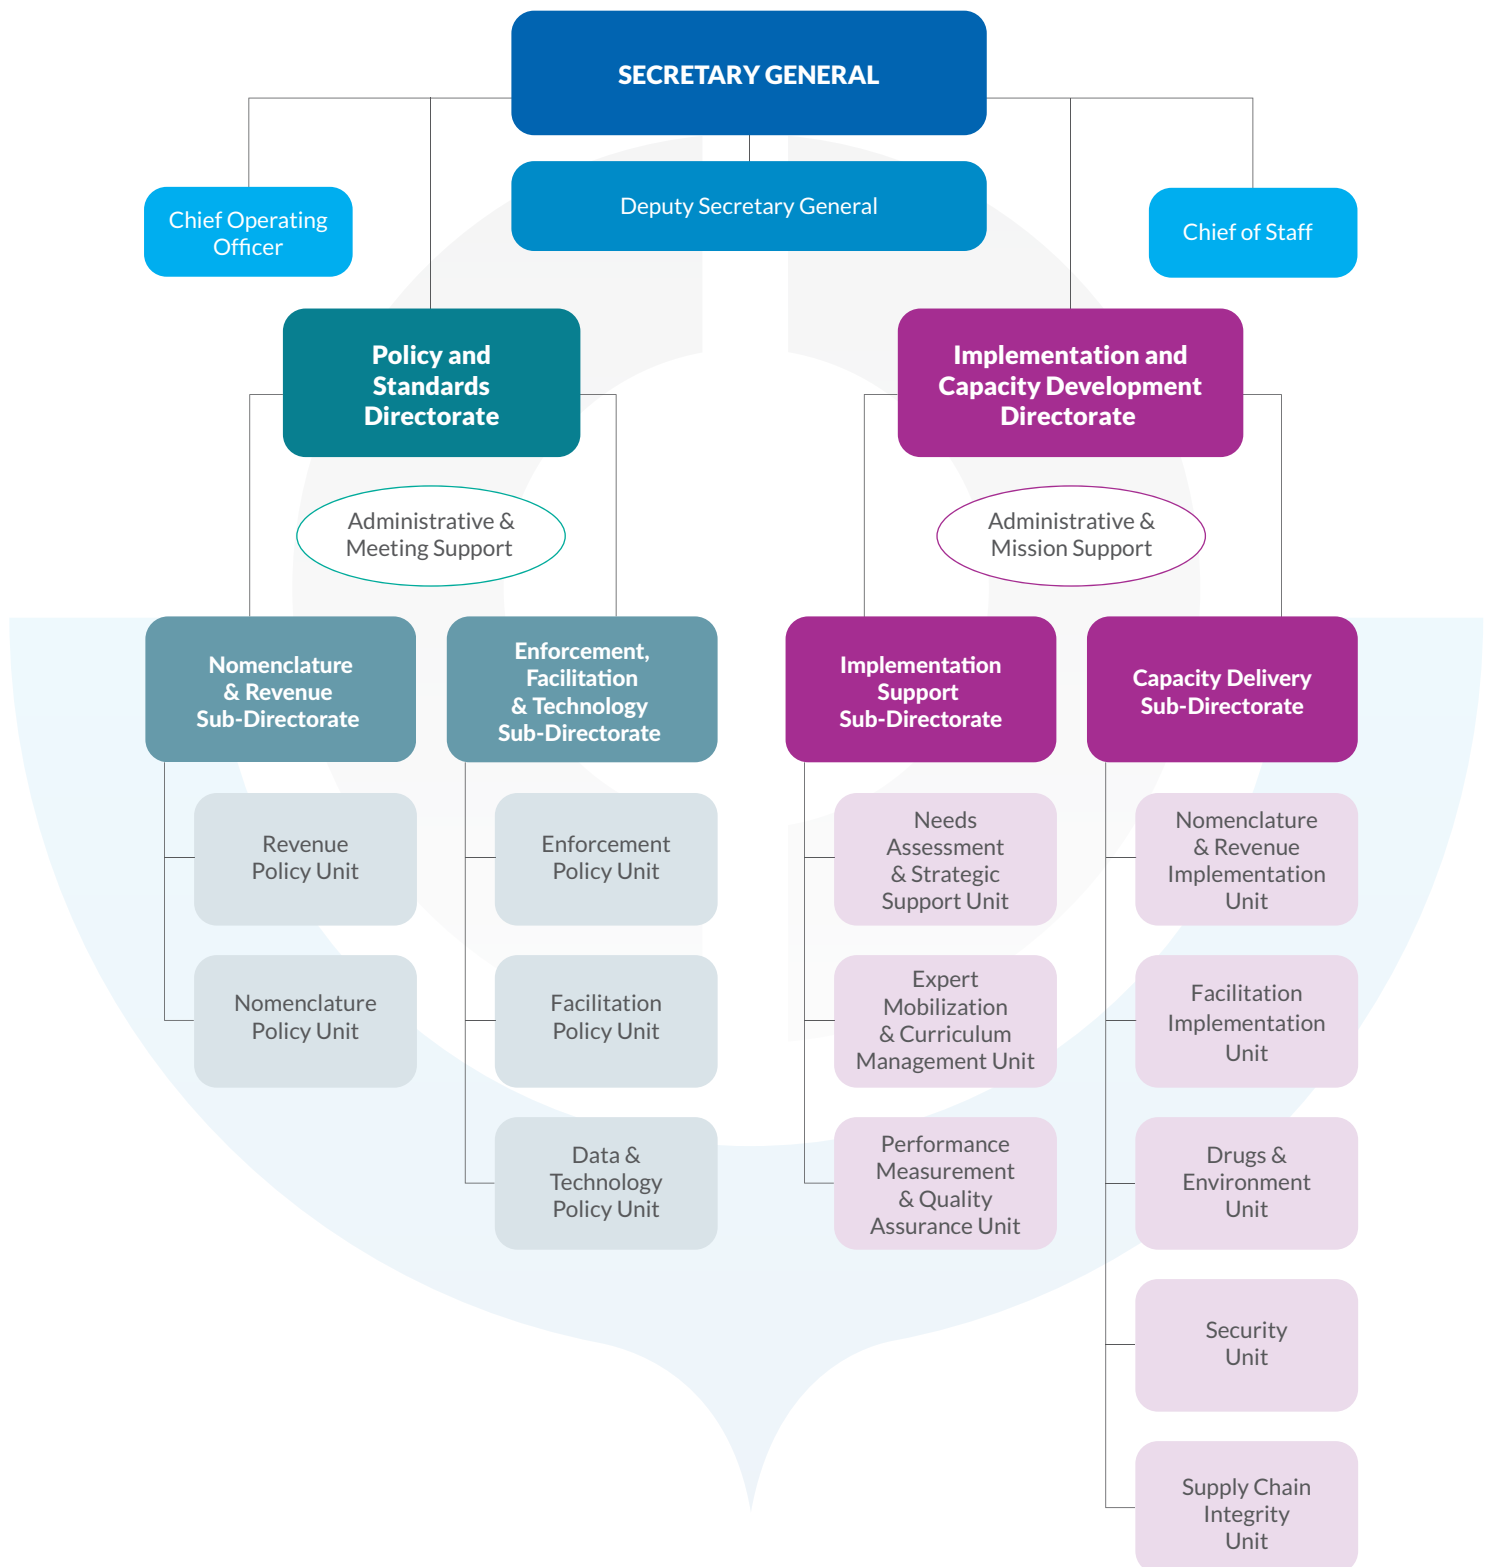 SECRETARY GENERAL
Deputy Secretary General
Chief Operating
Officer
Chief of Staff
Policy and
Standards
Directorate
Implementation and
Capacity Development
Directorate
Administrative &
Meeting Support
Administrative &
Mission Support
Nomenclature
& Revenue
Sub-Directorate
Enforcement,
Facilitation
& Technology
Sub-Directorate
Implementation
Support
Sub-Directorate
Capacity Delivery
Sub-Directorate
Revenue
Policy Unit
Nomenclature
Policy Unit
Enforcement
Policy Unit
Facilitation
Policy Unit
Data &
Technology
Policy Unit
Needs
Assessment
& Strategic
Support Unit
Expert
Mobilization
& Curriculum
Management Unit
Performance
Measurement
& Quality
Assurance Unit
Nomenclature
& Revenue
Implementation
Unit
Facilitation
Implementation
Unit
Drugs &
Environment
Unit
Security
Unit
Supply Chain
Integrity
Unit